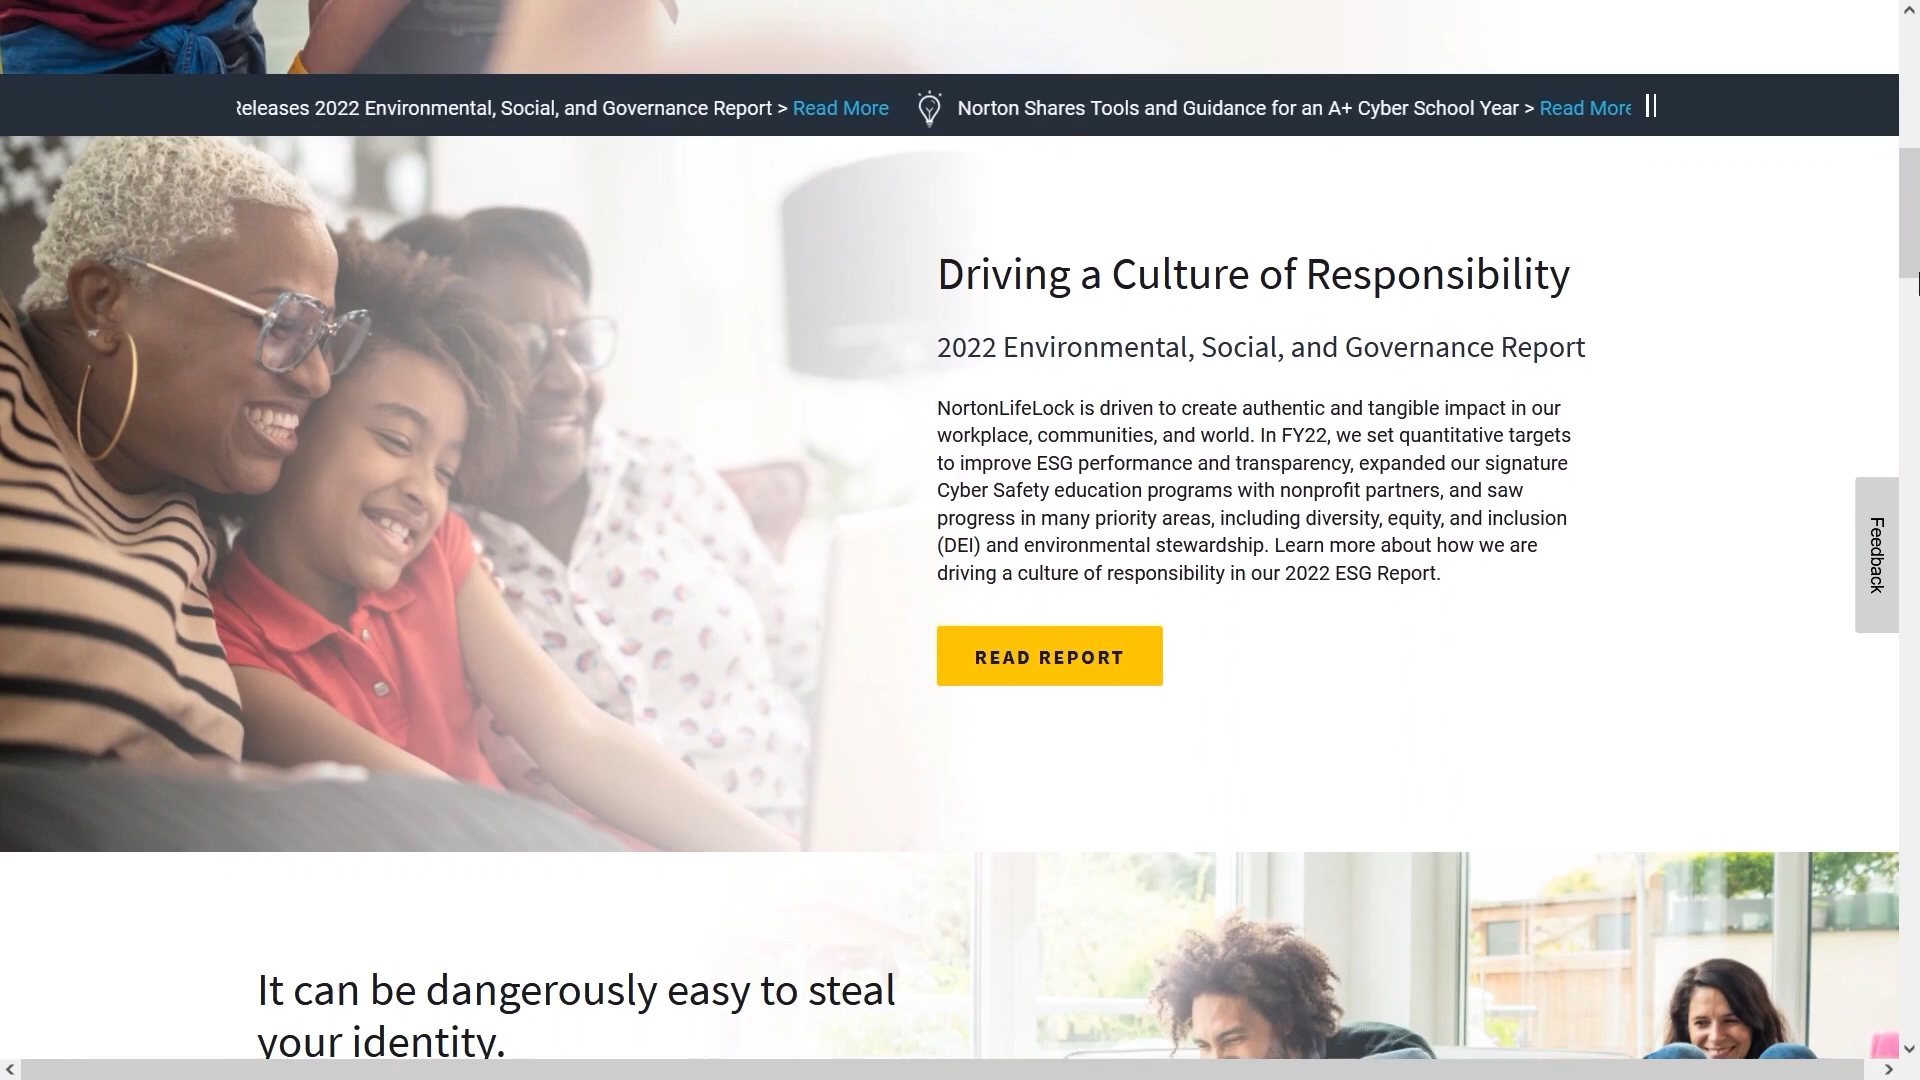 Releases 2022 Environmental, Social, and Governance Report > Read More Norton Shares Tools and Guidance for an A+ Cyber School Year > Read More
Driving a Culture of Responsibility
2022 Environmental, Social, and Governance Report
NortonLifeLock is driven to create authentic and tangible impact in our
workplace, communities, and world. In FY22, we set quantitative targets
to improve ESG performance and transparency, expanded our signature
Cyber Safety education programs with nonprofit partners, and saw
progress in many priority areas, including diversity, equity, and inclusion
(DEI) and environmental stewardship. Learn more about how we are
driving a culture of responsibility in our 2022 ESG Report.
Feedback
READ REPORT
It can be dangerously easy to steal
your identity.